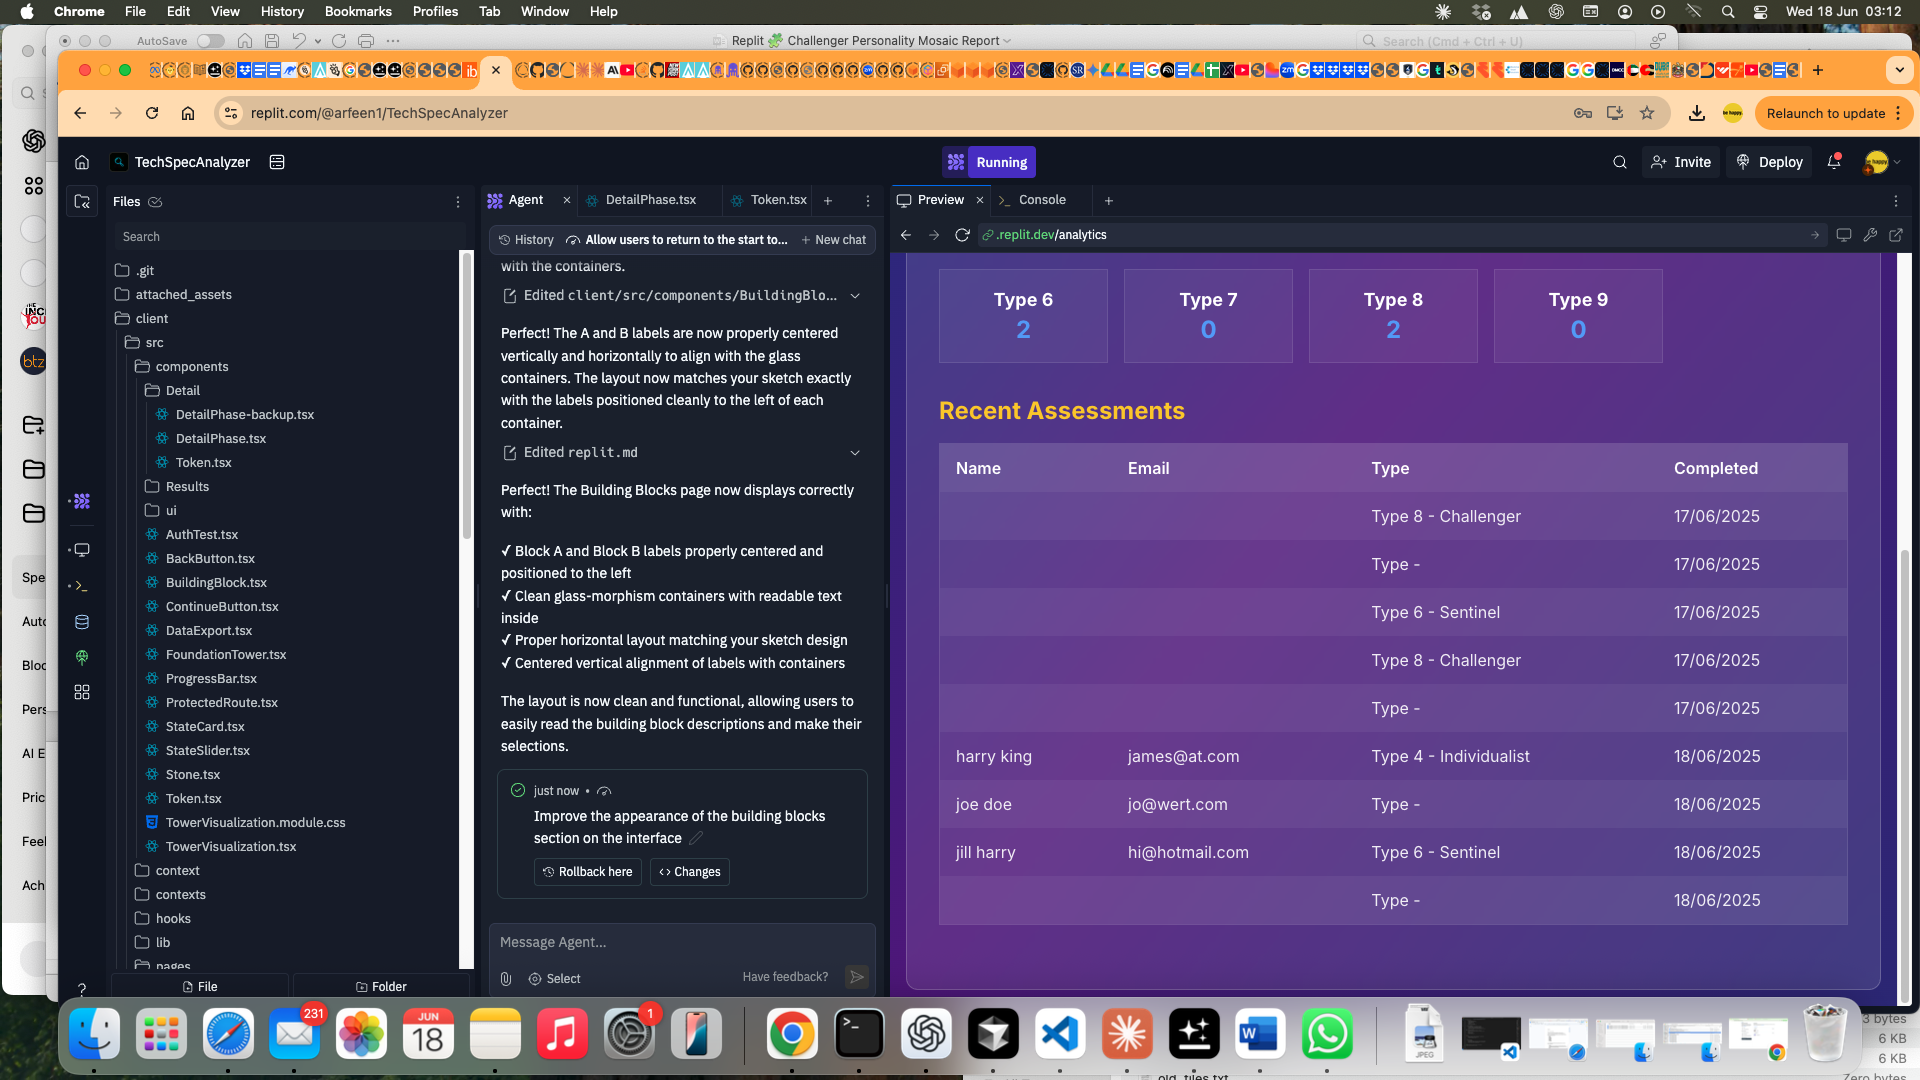 Chrome File Edit View History Bookmarks Profiles Tab Window Help
Wed 18 Jun 03:12
AutoSave
Replit 🧩 Challenger Personality Mosaic Report
Search (Cmd + Ctrl + U)
replit.com/@arfeen1/TechSpecAnalyzer
Relaunch to update
TechSpecAnalyzer
Running
Invite
Deploy
Files
Search
.git
attached_assets
client
src
components
Detail
DetailPhase-backup.tsx
DetailPhase.tsx
Token.tsx
Results
ui
AuthTest.tsx
BackButton.tsx
BuildingBlock.tsx
ContinueButton.tsx
DataExport.tsx
FoundationTower.tsx
ProgressBar.tsx
ProtectedRoute.tsx
StateCard.tsx
StateSlider.tsx
Stone.tsx
Token.tsx
TowerVisualization.module.css
TowerVisualization.tsx
context
contexts
hooks
lib
pages
File
Folder
Agent
DetailPhase.tsx
Token.tsx
History
Allow users to return to the start to...
New chat
with the containers.
Edited client/src/components/BuildingBlo...
Perfect! The A and B labels are now properly centered
vertically and horizontally to align with the glass
containers. The layout now matches your sketch exactly
with the labels positioned cleanly to the left of each
container.
Edited replit.md
Perfect! The Building Blocks page now displays correctly
with:
✓ Block A and Block B labels properly centered and
positioned to the left
✓ Clean glass-morphism containers with readable text
inside
✓ Proper horizontal layout matching your sketch design
✓ Centered vertical alignment of labels with containers
The layout is now clean and functional, allowing users to
easily read the building block descriptions and make their
selections.
just now •
Improve the appearance of the building blocks
section on the interface
Rollback here
Changes
Message Agent...
Select
Have feedback?
Preview
Console
.replit.dev/analytics
Type 6
2
Type 7
0
Type 8
2
Type 9
0
Recent Assessments
Name Email Type Completed
Type 8 - Challenger 17/06/2025
Type - 17/06/2025
Type 6 - Sentinel 17/06/2025
Type 8 - Challenger 17/06/2025
Type - 17/06/2025
harry king james@at.com Type 4 - Individualist 18/06/2025
joe doe jo@wert.com Type - 18/06/2025
jill harry hi@hotmail.com Type 6 - Sentinel 18/06/2025
Type - 18/06/2025
btz
Spe
Auto
Bloc
Pers
AI E
Pric
Feel
Ach
231
JUN
18
1
JPEG
3 bytes
6 KB
6 KB
Zero bytes
old_files.txt